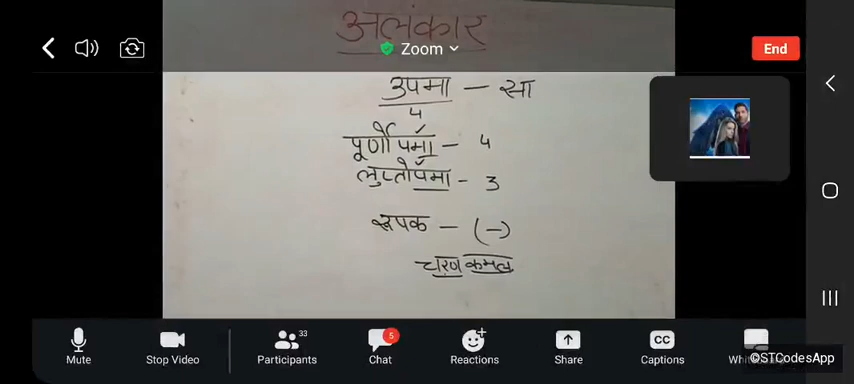 अलंकार
Zoom
End
उपमा - सा
4
पूर्णोपर्मा - 4
लुप्तोपमा - 3
रूपक - (-)
चरण कमल
Mute
Stop Video
Participants
33
Chat
5
Reactions
Share
Captions
CC
©STCodesApp